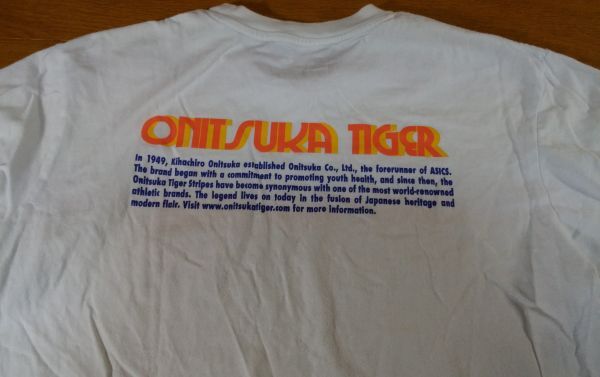 ONITSUKA TIGER
In 1949, Kihachiro Onitsuka established Onitsuka Co., Ltd., the forerunner of ASICS.
The brand began with a commitment to promoting youth health, and since then, the
Onitsuka Tiger Stripes have become synonymous with one of the most world-renowned
athletic brands. The legend lives on today in the fusion of Japanese heritage and
modern flair. Visit www.onitsukatiger.com for more information.